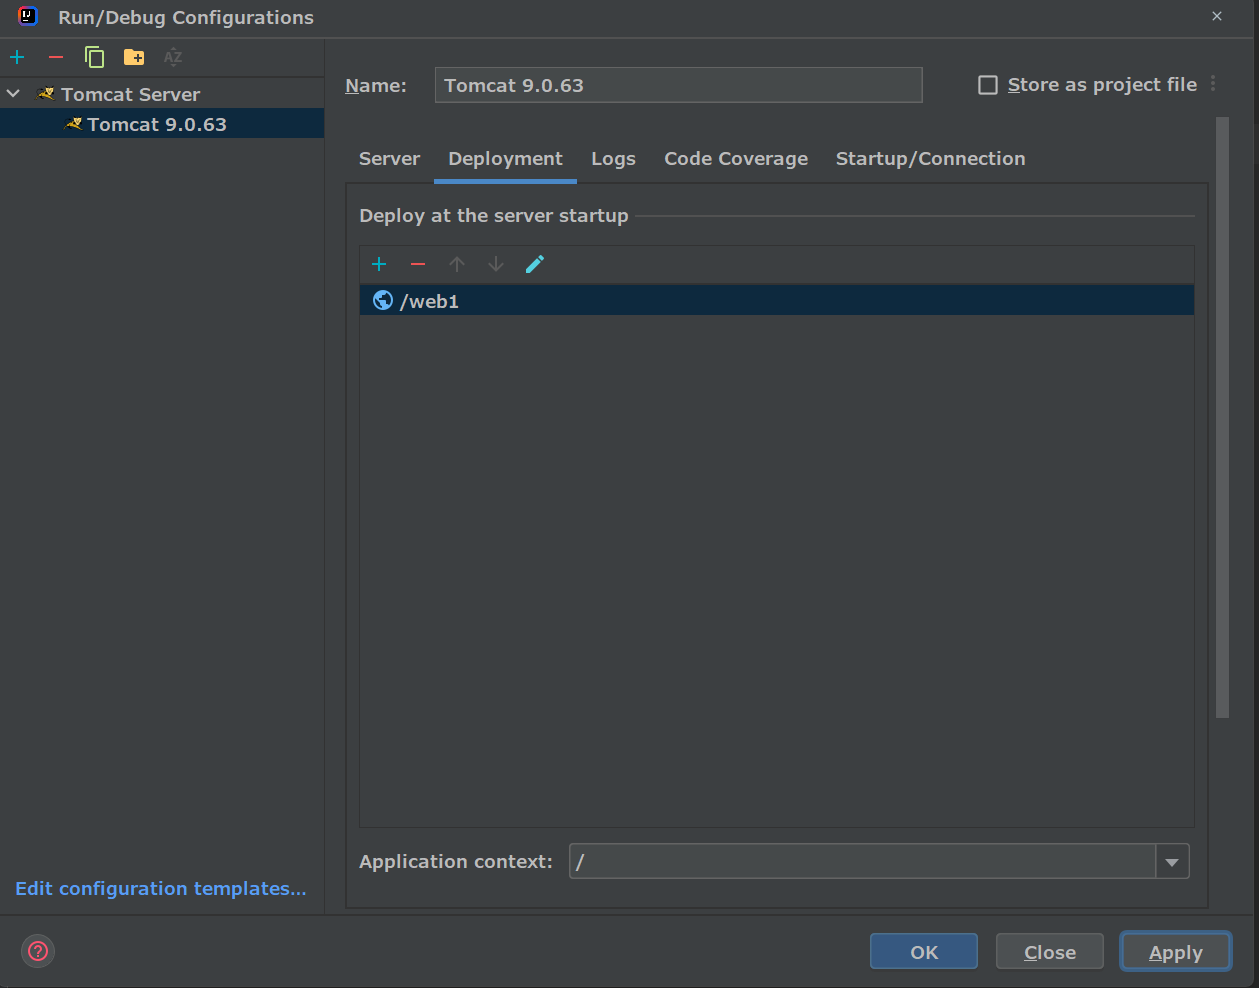 Run/Debug Configurations
Name:
Tomcat 9.0.63
Store as project file
Tomcat Server
Tomcat 9.0.63
Server
Deployment
Logs
Code Coverage
Startup/Connection
Deploy at the server startup
/web1
Application context:
/
Edit configuration templates...
?
OK
Close
Apply